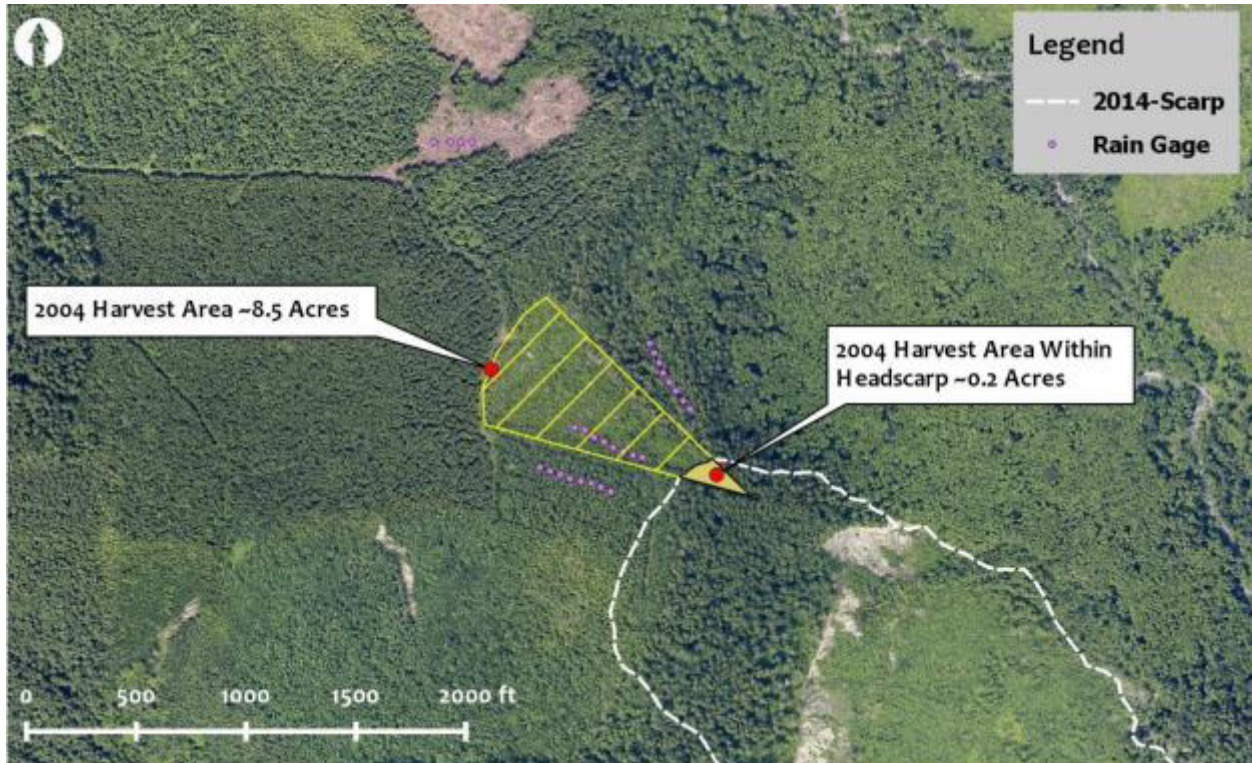 Legend
2014-Scarp
Rain Gage
2004 Harvest Area ~8.5 Acres
2004 Harvest Area Within
Headscarp ~0.2 Acres
0 500 1000 1500 2000 ft